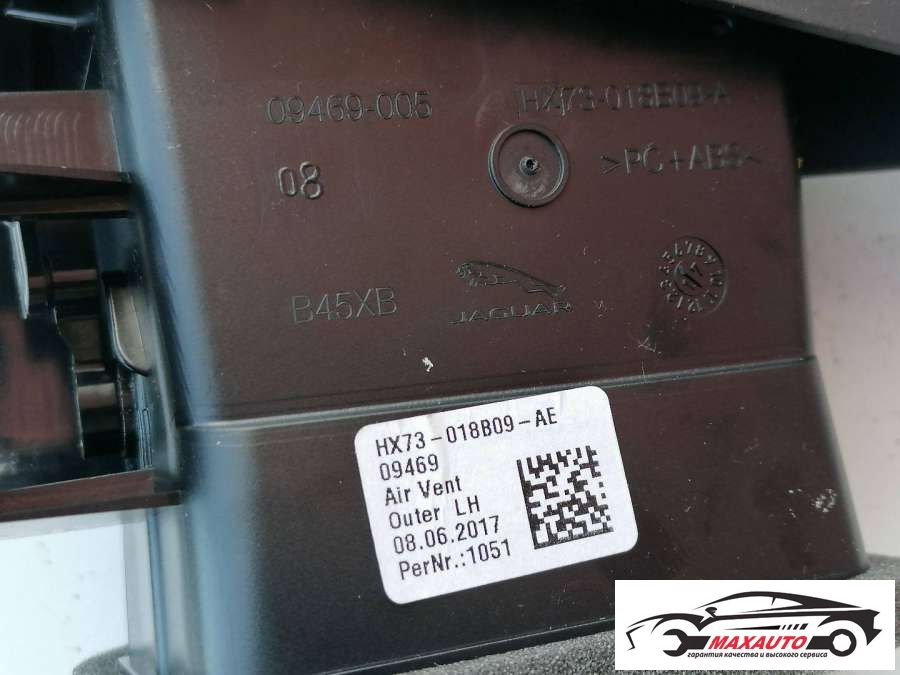 09469-005
HX73-018B09-A
08
>PC+ABS<
B45XB
JAGUAR
HX73-018B09-AE
09469
Air Vent
Outer LH
08.06.2017
PerNr.:1051
MAXAUTO
гарантия качества и высокого сервиса